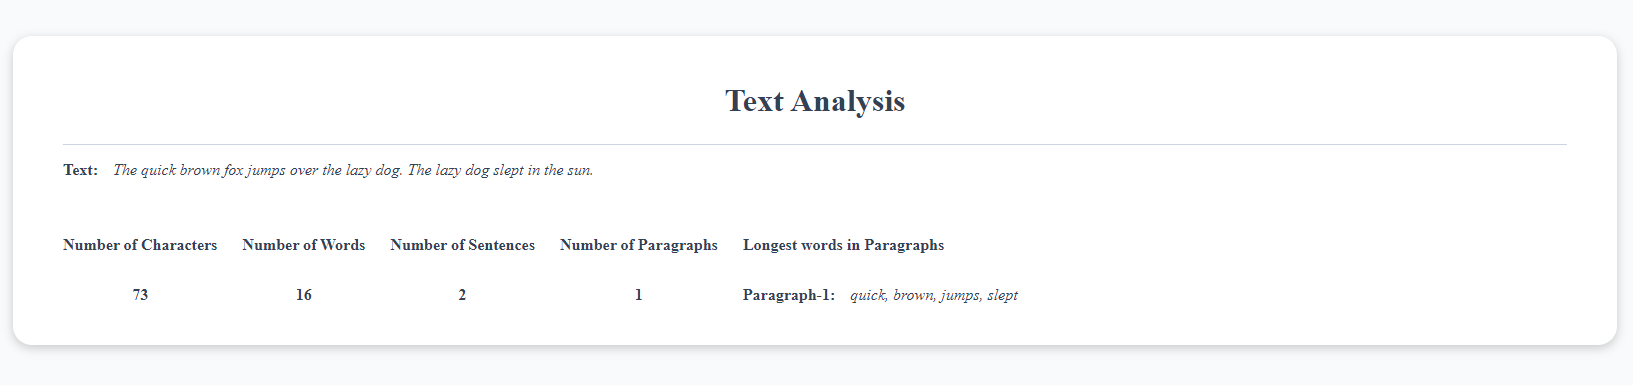 Text Analysis
Text: The quick brown fox jumps over the lazy dog. The lazy dog slept in the sun.
Number of Characters Number of Words Number of Sentences Number of Paragraphs Longest words in Paragraphs
73 16 2 1 Paragraph-1: quick, brown, jumps, slept